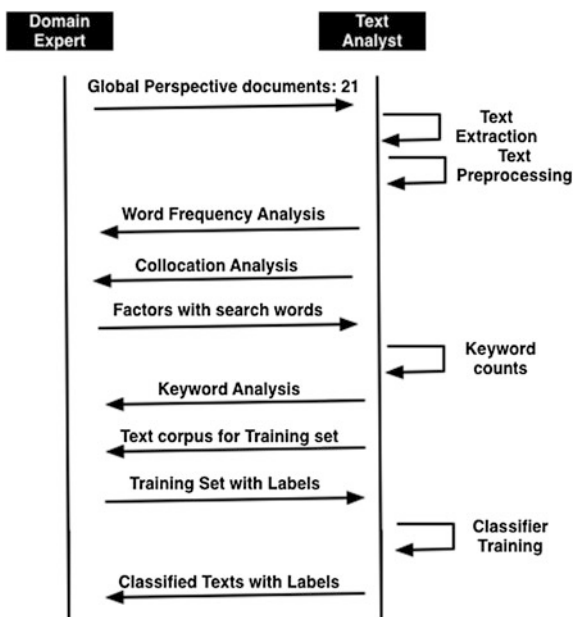 Domain
Expert
Text
Analyst
Global Perspective documents: 21
Text
Extraction
Text
Preprocessing
Word Frequency Analysis
Collocation Analysis
Factors with search words
Keyword
counts
Keyword Analysis
Text corpus for Training set
Training Set with Labels
Classifier
Training
Classified Texts with Labels